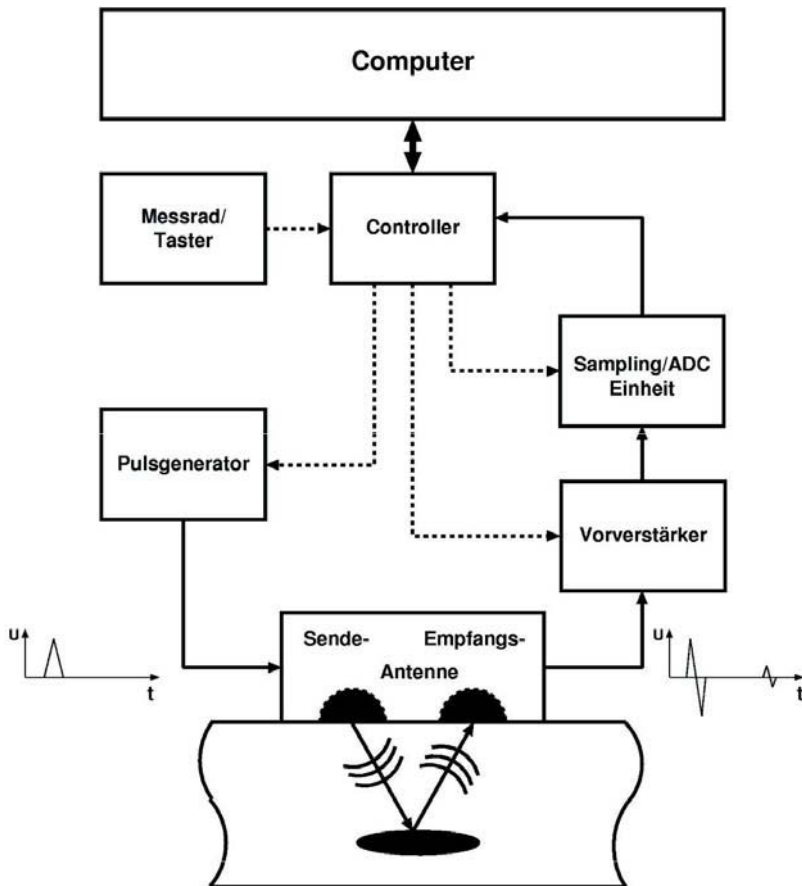 Computer
Messrad/
Taster
Controller
Sampling/ADC
Einheit
Pulsgenerator
Vorverstärker
U
t
Sende-
Empfangs-
Antenne
U
t